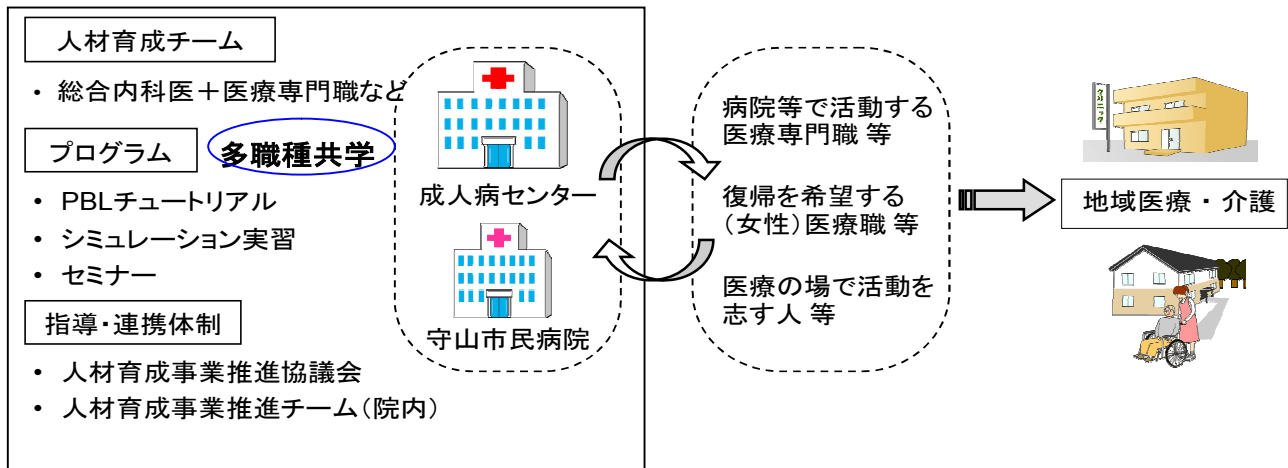 人材育成チーム
・ 総合内科医＋医療専門職など
プログラム
多職種共学
• PBLチュートリアル
• シミュレーション実習
• セミナー
指導・連携体制
• 人材育成事業推進協議会
• 人材育成事業推進チーム（院内）
成人病センター
守山市民病院
病院等で活動する
医療専門職 等
復帰を希望する
（女性）医療職 等
医療の場で活動を
志す人 等
クリニック
地域医療 ・ 介護